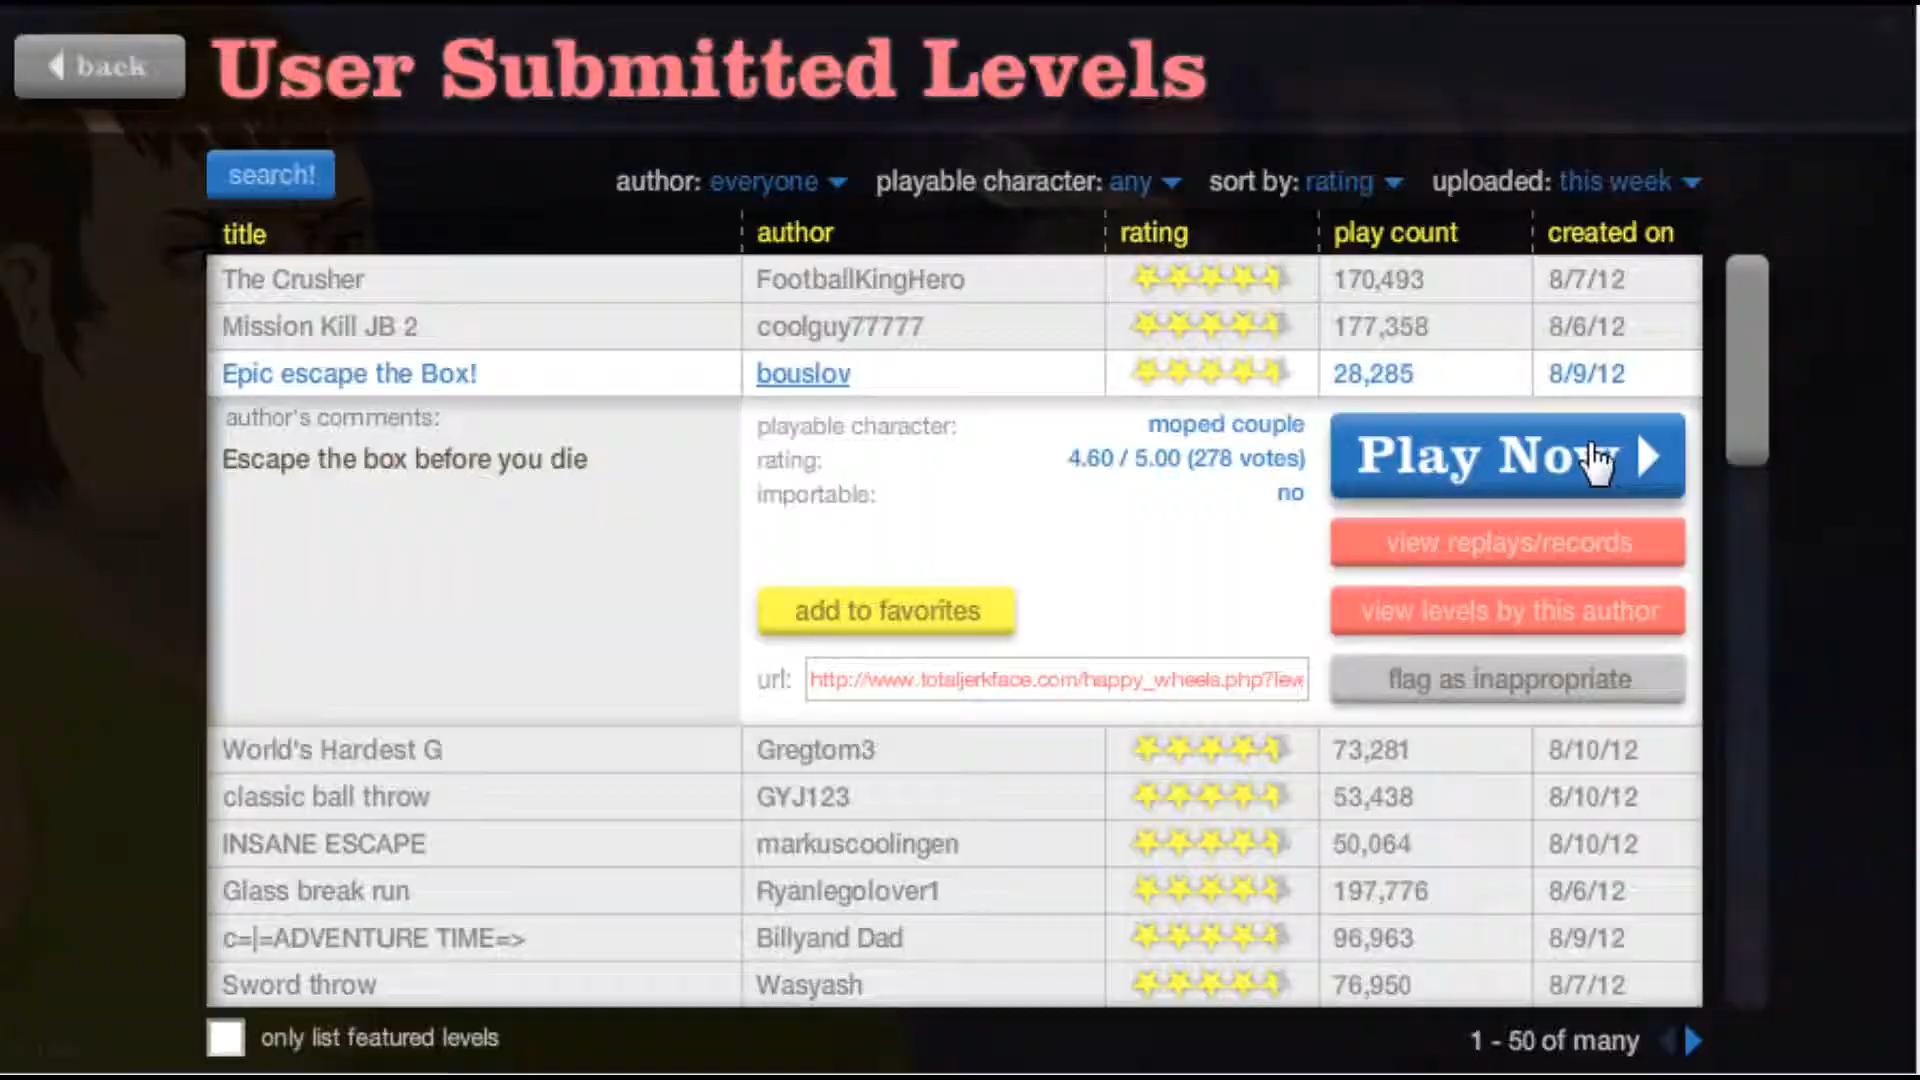 back
User Submitted Levels
search!
author: everyone playable character: any sort by: rating uploaded: this week
title author rating play count created on
The Crusher FootballKingHero 170,493 8/7/12
Mission Kill JB 2 coolguy77777 177,358 8/6/12
Epic escape the Box! bouslov 28,285 8/9/12
author's comments:
Escape the box before you die
playable character: moped couple
rating: 4.60 / 5.00 (278 votes)
importable: no
Play Now
view replays/records
add to favorites
view levels by this author
url: http://www.totaljerkface.com/happy_wheels.php?leve
flag as inappropriate
World's Hardest G Gregtom3 73,281 8/10/12
classic ball throw GYJ123 53,438 8/10/12
INSANE ESCAPE markuscoolingen 50,064 8/10/12
Glass break run Ryanlegolover1 197,776 8/6/12
c=|=ADVENTURE TIME=> Billyand Dad 96,963 8/9/12
Sword throw Wasyash 76,950 8/7/12
only list featured levels
1 - 50 of many